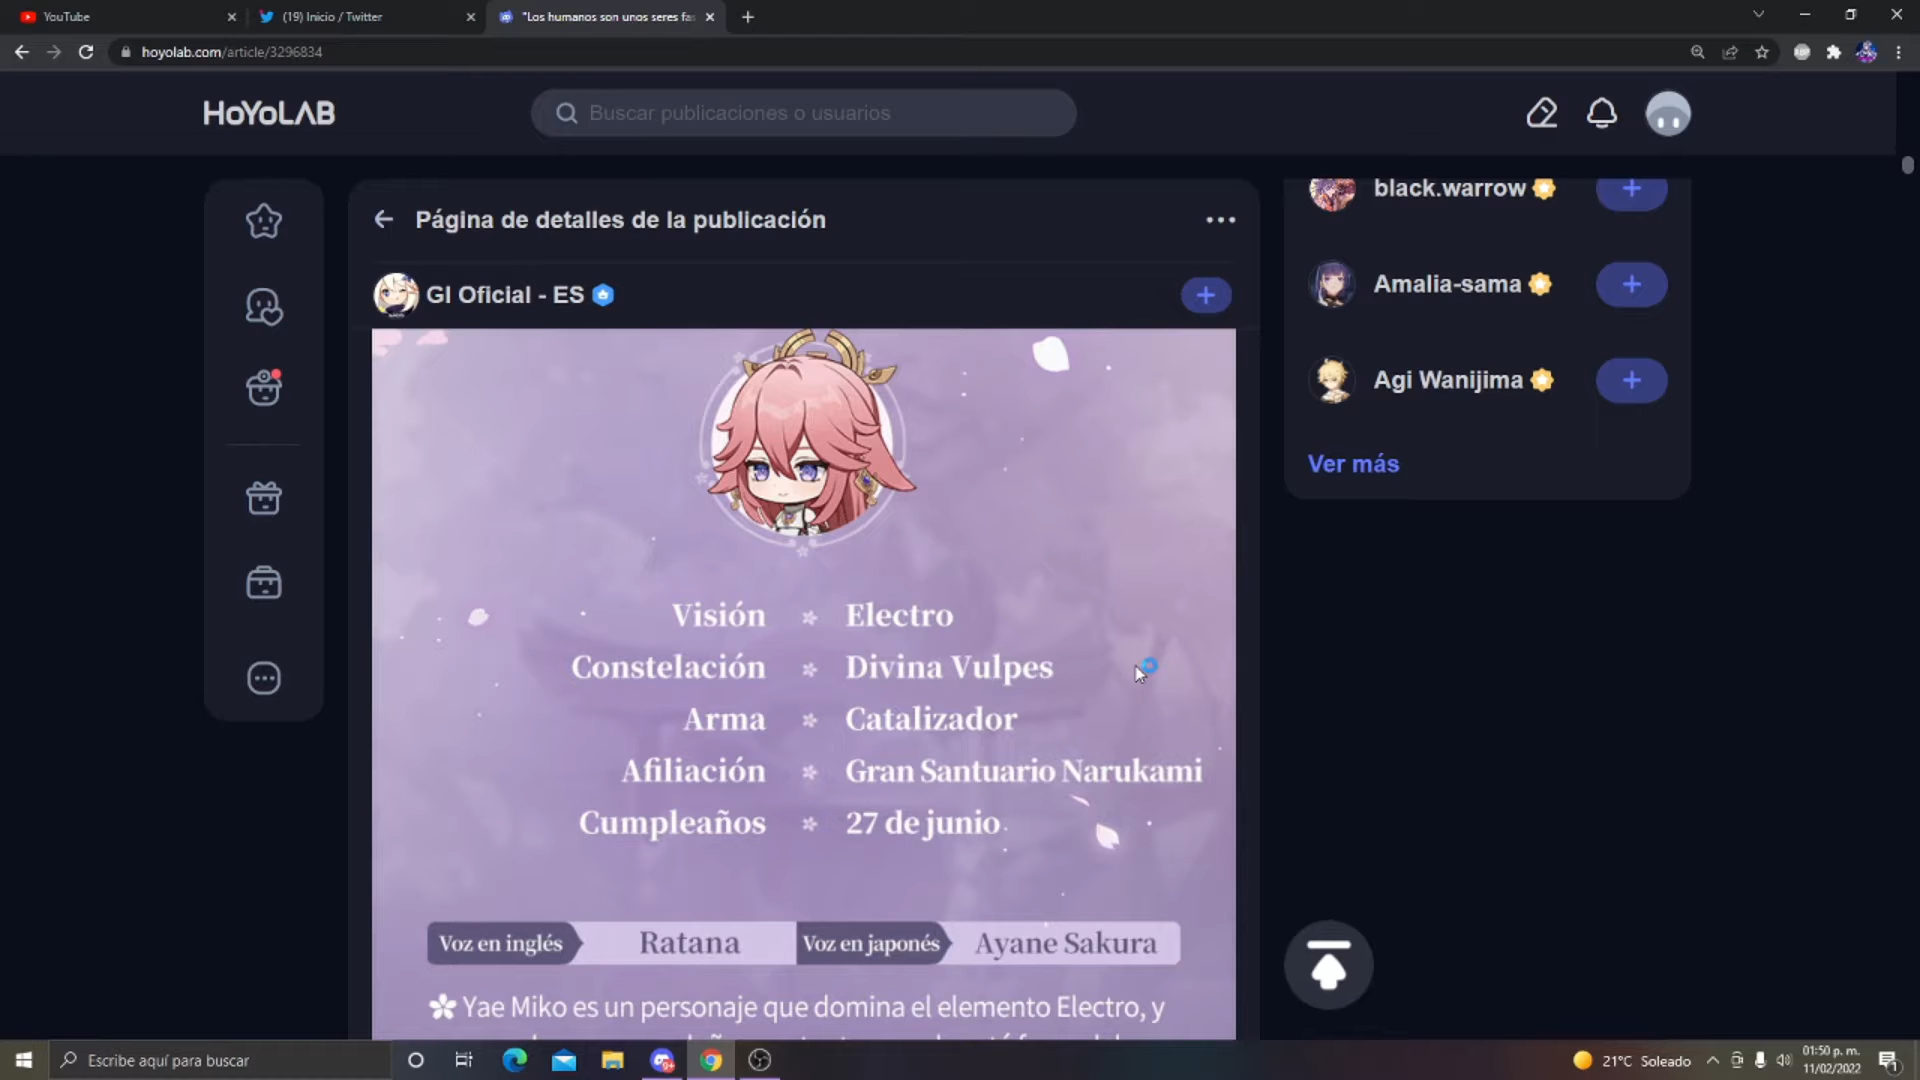 YouTube
(19) Inicio / Twitter
"Los humanos son unos seres fas
hoyolab.com/article/3296834
HoYoLAB
Buscar publicaciones o usuarios
Página de detalles de la publicación
GI Oficial - ES
black.warrow
Amalia-sama
Agi Wanijima
Ver más
Visión Electro
Constelación Divina Vulpes
Arma Catalizador
Afiliación Gran Santuario Narukami
Cumpleaños 27 de junio
Voz en inglés Ratana Voz en japonés Ayane Sakura
Yae Miko es un personaje que domina el elemento Electro, y
Escribe aquí para buscar
21°C Soleado
01:50 p. m.
11/02/2022
1